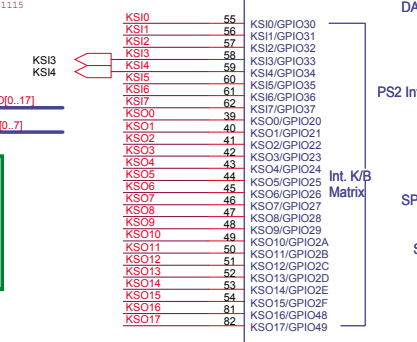 1115
DA
KSI0 55 KSI0/GPIO30
KSI1 56 KSI1/GPIO31
KSI2 57 KSI2/GPIO32
KSI3 KSI3 58 KSI3/GPIO33
KSI4 KSI4 59 KSI4/GPIO34
KSI5 60 KSI5/GPIO35
KSI6 61 KSI6/GPIO36
KSI7 62 KSI7/GPIO37
PS2 In
O[0..17]
KSO0 39 KSO0/GPIO20
KSO1 40 KSO1/GPIO21
0..7]
KSO2 41 KSO2/GPIO22
KSO3 42 KSO3/GPIO23
KSO4 43 KSO4/GPIO24
KSO5 44 KSO5/GPIO25
KSO6 45 KSO6/GPIO26
KSO7 46 KSO7/GPIO27
Int. K/B
Matrix
SP
KSO8 47 KSO8/GPIO28
KSO9 48 KSO9/GPIO29
KSO10 49 KSO10/GPIO2A
KSO11 50 KSO11/GPIO2B
S
KSO12 51 KSO12/GPIO2C
KSO13 52 KSO13/GPIO2D
KSO14 53 KSO14/GPIO2E
KSO15 54 KSO15/GPIO2F
KSO16 81 KSO16/GPIO48
KSO17 82 KSO17/GPIO49